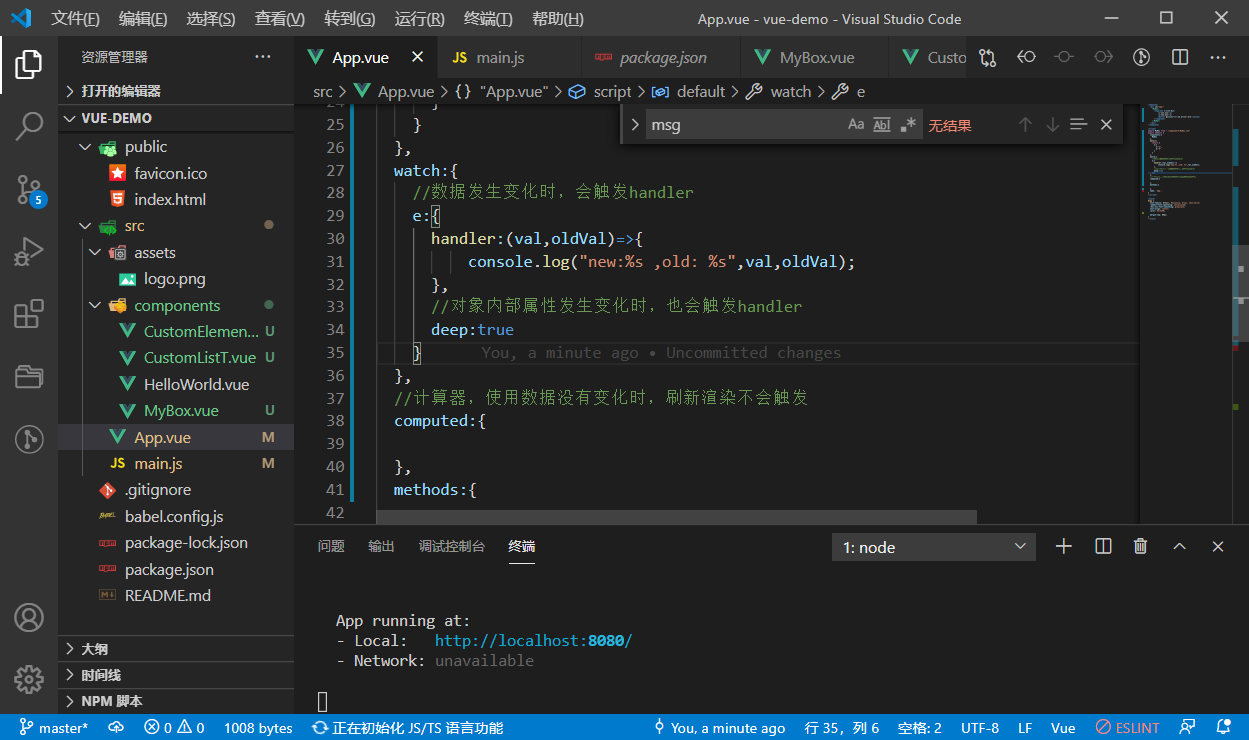 文件(F) 编辑(E) 选择(S) 查看(V) 转到(G) 运行(R) 终端(T) 帮助(H) App.vue - vue-demo - Visual Studio Code
资源管理器 ···
打开的编辑器
VUE-DEMO
public
favicon.ico
index.html
src
assets
logo.png
components
CustomElemen... U
CustomListT.vue U
HelloWorld.vue
MyBox.vue U
App.vue M
JS main.js M
.gitignore
babel.config.js
package-lock.json
package.json
README.md
大纲
时间线
NPM 脚本
5
App.vue JS main.js package.json MyBox.vue Custo
src > App.vue > {} "App.vue" > script > default > watch > e
msg Aa Abl .* 无结果
24 }
25 }
26 },
27 watch:{
28 //数据发生变化时，会触发handler
29 e:{
30 handler:(val,oldVal)=>{
31 console.log("new:%s ,old: %s",val,oldVal);
32 },
33 //对象内部属性发生变化时，也会触发handler
34 deep:true
35 } You, a minute ago • Uncommitted changes
36 },
37 //计算器，使用数据没有变化时，刷新渲染不会触发
38 computed:{
39
40 },
41 methods:{
42
问题 输出 调试控制台 终端 1: node
App running at:
- Local: http://localhost:8080/
- Network: unavailable
master* 0 0 1008 bytes 正在初始化 JS/TS 语言功能 You, a minute ago 行 35，列 6 空格: 2 UTF-8 LF Vue ESLINT